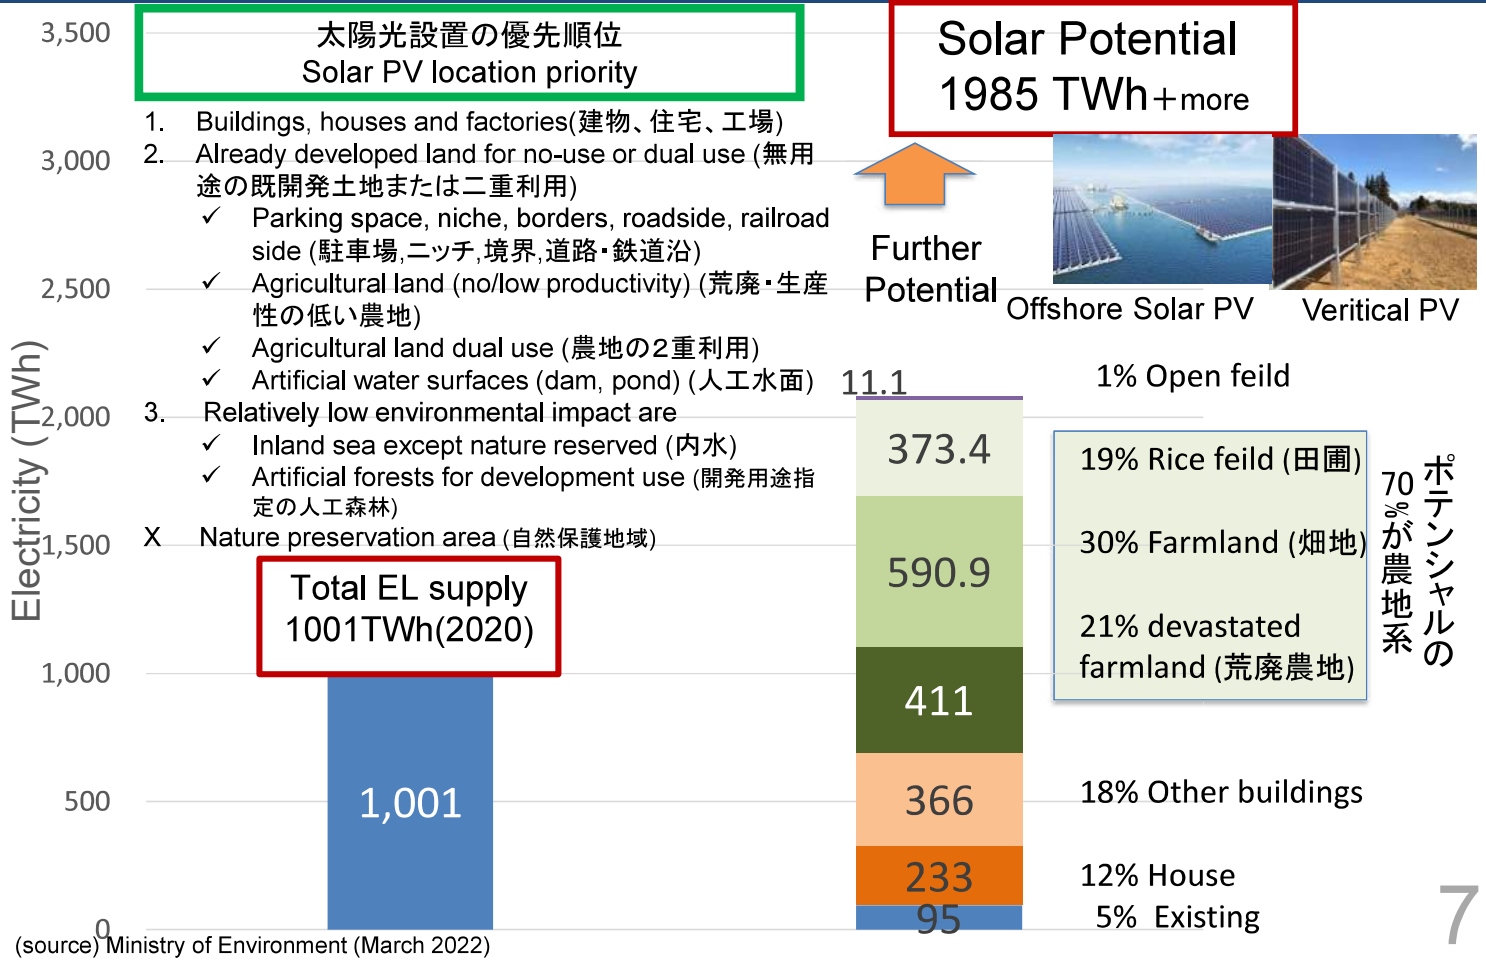 太陽光設置の優先順位
Solar PV location priority
Solar Potential
1985 TWh+more
1. Buildings, houses and factories(建物、住宅、工場)
2. Already developed land for no-use or dual use (無用
途の既開発土地または二重利用)
✓ Parking space, niche, borders, roadside, railroad
side (駐車場,ニッチ,境界,道路・鉄道沿)
✓ Agricultural land (no/low productivity) (荒廃・生産
性の低い農地)
✓ Agricultural land dual use (農地の2重利用)
✓ Artificial water surfaces (dam, pond) (人工水面)
3. Relatively low environmental impact are
✓ Inland sea except nature reserved (内水)
✓ Artificial forests for development use (開発用途指
定の人工森林)
X Nature preservation area (自然保護地域)
Further
Potential
Offshore Solar PV
Veritical PV
Electricity (TWh)
3,500
3,000
2,500
2,000
1,500
1,000
500
0
Total EL supply
1001TWh(2020)
1,001
11.1
373.4
590.9
411
366
233
95
1% Open feild
19% Rice feild (田圃)
30% Farmland (畑地)
21% devastated
farmland (荒廃農地)
18% Other buildings
12% House
5% Existing
ポテンシャルの
70%が農地系
(source) Ministry of Environment (March 2022)
7